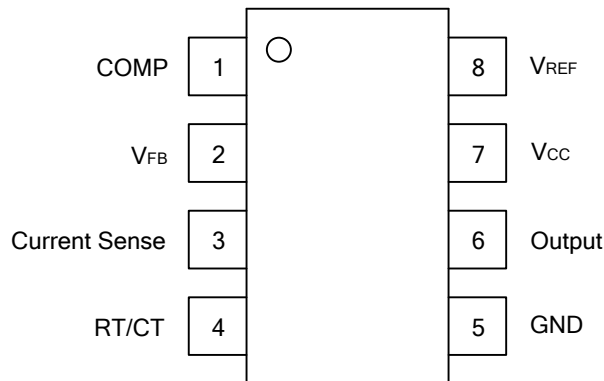 COMP 1 8 VREF
VFB 2 7 VCC
Current Sense 3 6 Output
RT/CT 4 5 GND